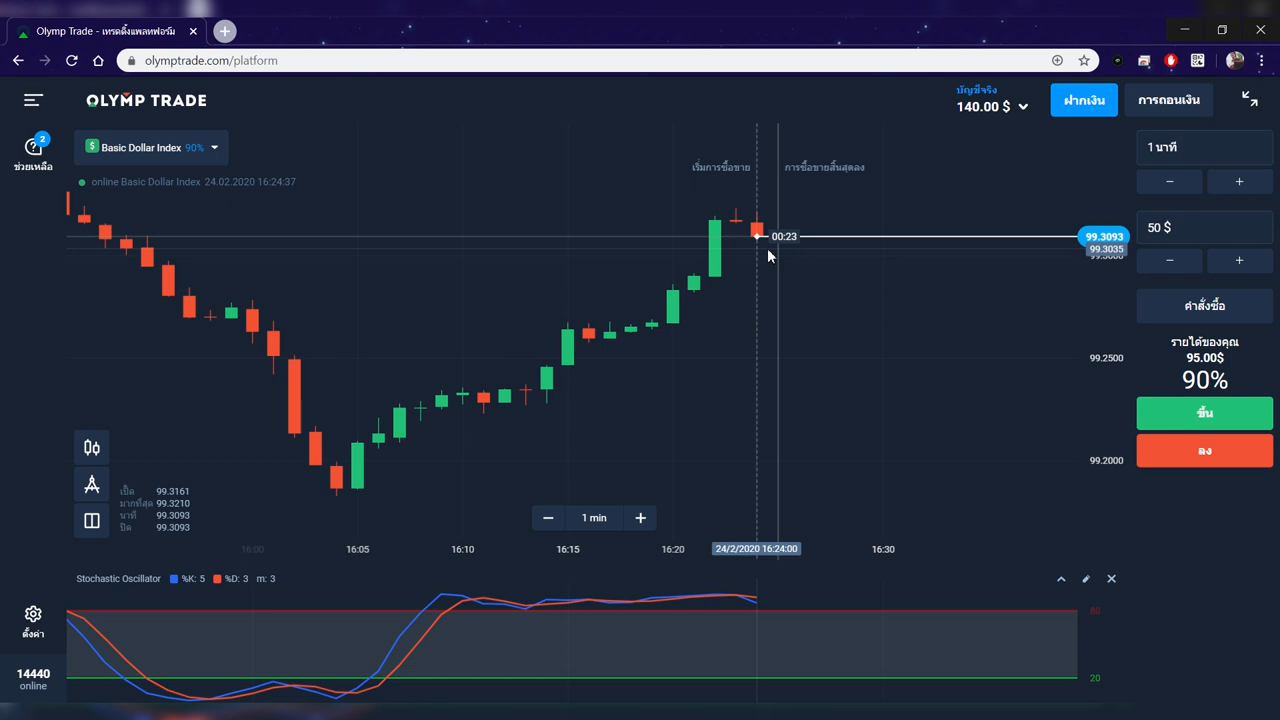 Olymp Trade - เทรดดิ้งแพลทฟอร์ม
olymptrade.com/platform
OLYMP TRADE
บัญชีจริง
140.00 $
ฝากเงิน
การถอนเงิน
2
ช่วยเหลือ
$ Basic Dollar Index 90%
online Basic Dollar Index 24.02.2020 16:24:37
เริ่มการซื้อขาย
การซื้อขายสิ้นสุดลง
1 นาที
− +
50 $
− +
00:23
99.3093
99.3035
99.3000
คำสั่งซื้อ
รายได้ของคุณ
95.00$
90%
ขึ้น
ลง
99.2500
99.2000
เปิ๊ด 99.3161
มากที่สุด 99.3210
นาที 99.3093
ปิด 99.3093
− 1 min +
16:00 16:05 16:10 16:15 16:20 24/2/2020 16:24:00 16:30
Stochastic Oscillator %K: 5 %D: 3 m: 3
80
20
ตั้งค่า
14440
online